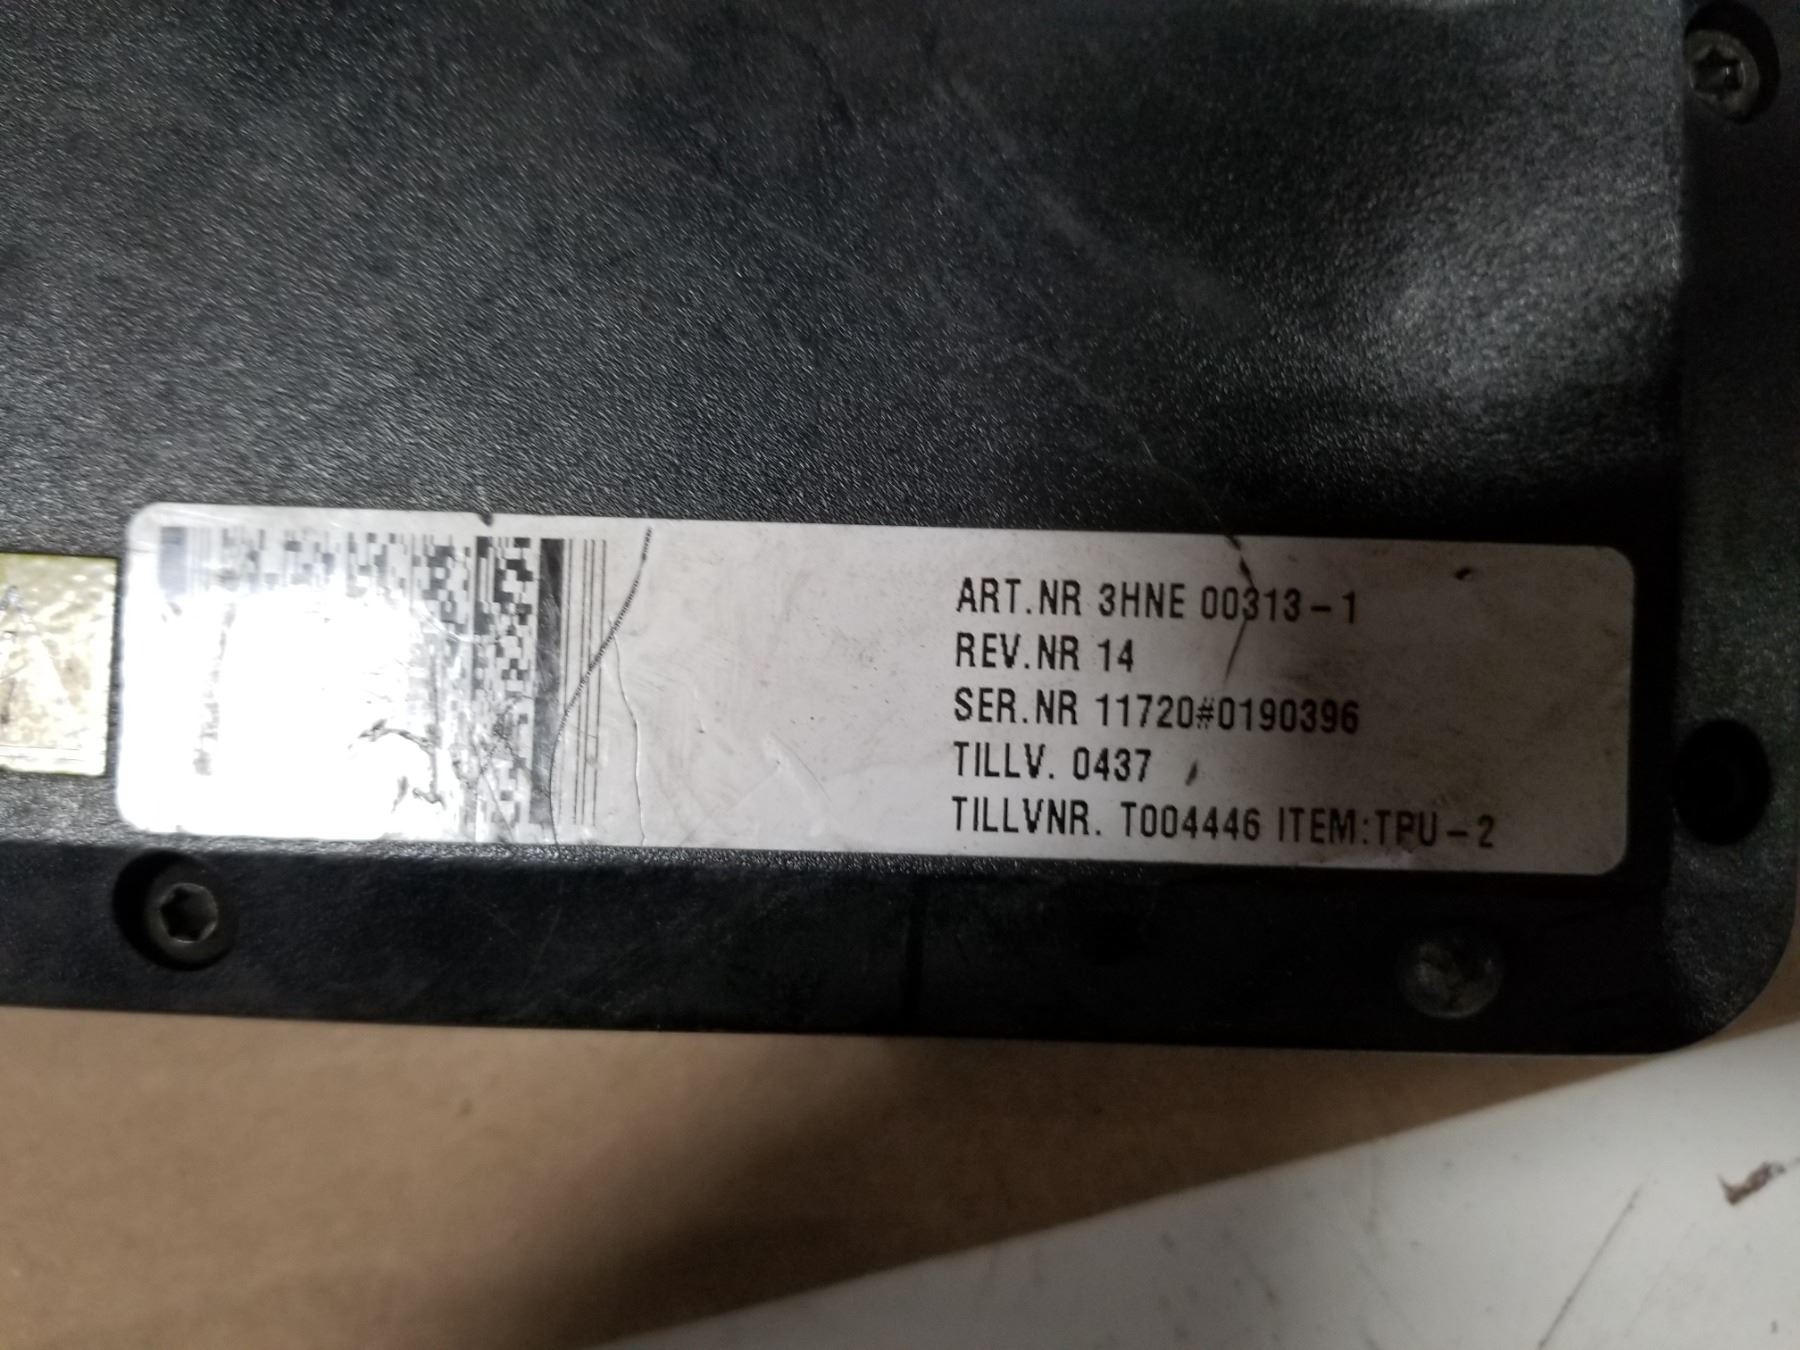 ART.NR 3HNE 00313-1
REV.NR 14
SER.NR 11720#0190396
TILLV. 0437
TILLVNR. T004446 ITEM:TPU-2